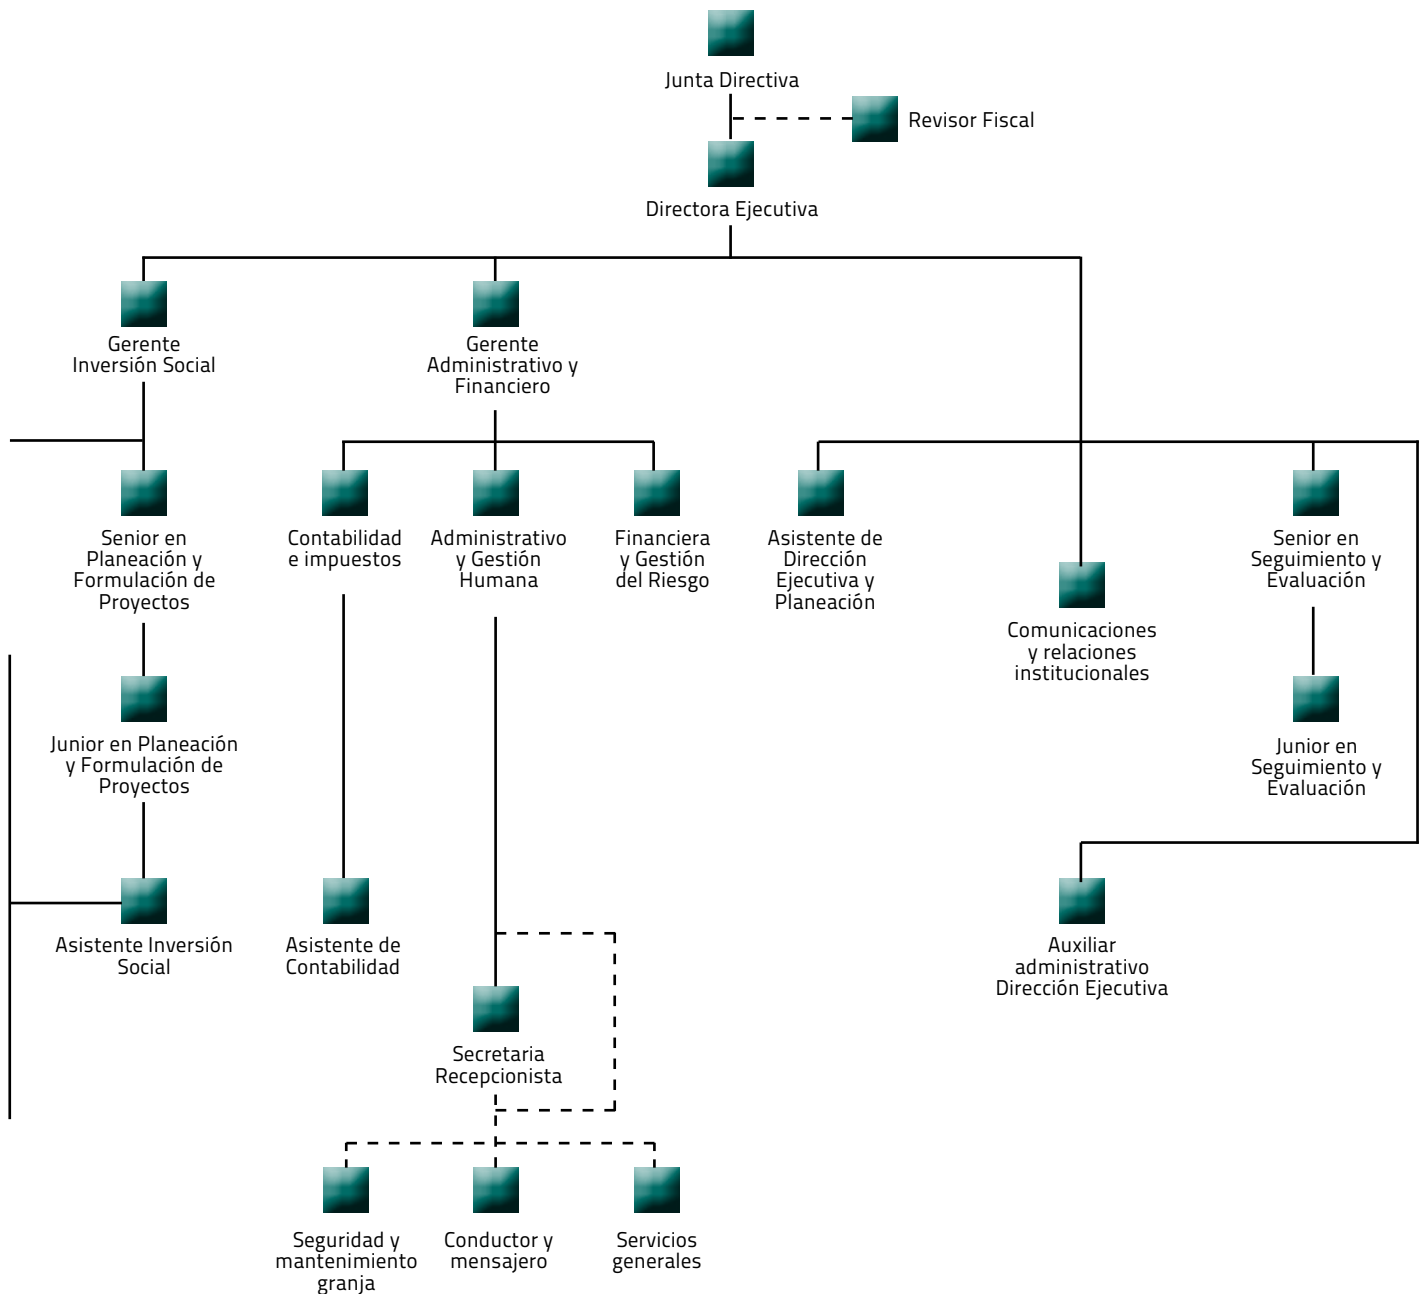 Junta Directiva
Revisor Fiscal
Directora Ejecutiva
Gerente
Inversión Social
Gerente
Administrativo y
Financiero
Senior en
Planeación y
Formulación de
Proyectos
Contabilidad
e impuestos
Administrativo
y Gestión
Humana
Financiera
y Gestión
del Riesgo
Asistente de
Dirección
Ejecutiva y
Planeación
Comunicaciones
y relaciones
institucionales
Senior en
Seguimiento y
Evaluación
Junior en Planeación
y Formulación de
Proyectos
Junior en
Seguimiento y
Evaluación
Asistente Inversión
Social
Asistente de
Contabilidad
Auxiliar
administrativo
Dirección Ejecutiva
Secretaria
Recepcionista
Seguridad y
mantenimiento
granja
Conductor y
mensajero
Servicios
generales